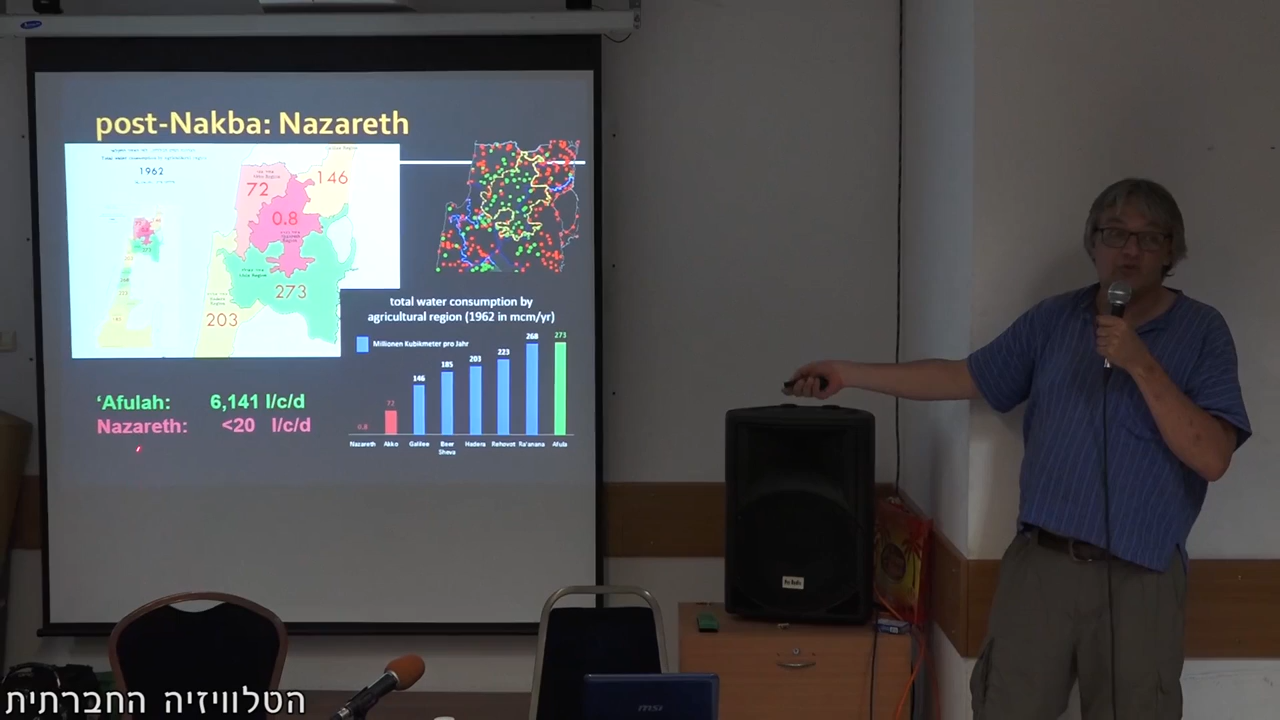 post-Nakba: Nazareth
1962
72
146
0.8
273
203
total water consumption by
agricultural region (1962 in mcm/yr)
Millionen Kubikmeter pro Jahr
0.8
72
146
185
203
223
268
273
Nazareth
Akko
Galilee
Beer
Sheva
Hadera
Rehovot
Ra'anana
Afula
‘Afulah: 6,141 l/c/d
Nazareth: <20 l/c/d
msi
הטלוויזיה החברתית